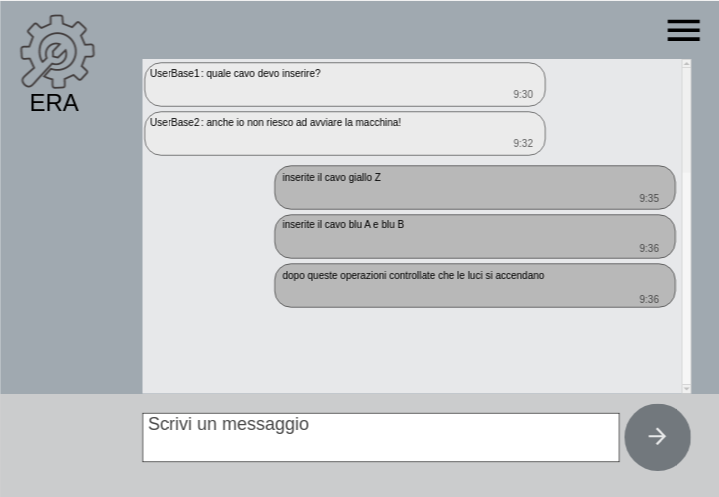 ERA
UserBase1: quale cavo devo inserire?
9:30
UserBase2: anche io non riesco ad avviare la macchina!
9:32
inserite il cavo giallo Z
9:35
inserite il cavo blu A e blu B
9:36
dopo queste operazioni controllate che le luci si accendano
9:36
Scrivi un messaggio